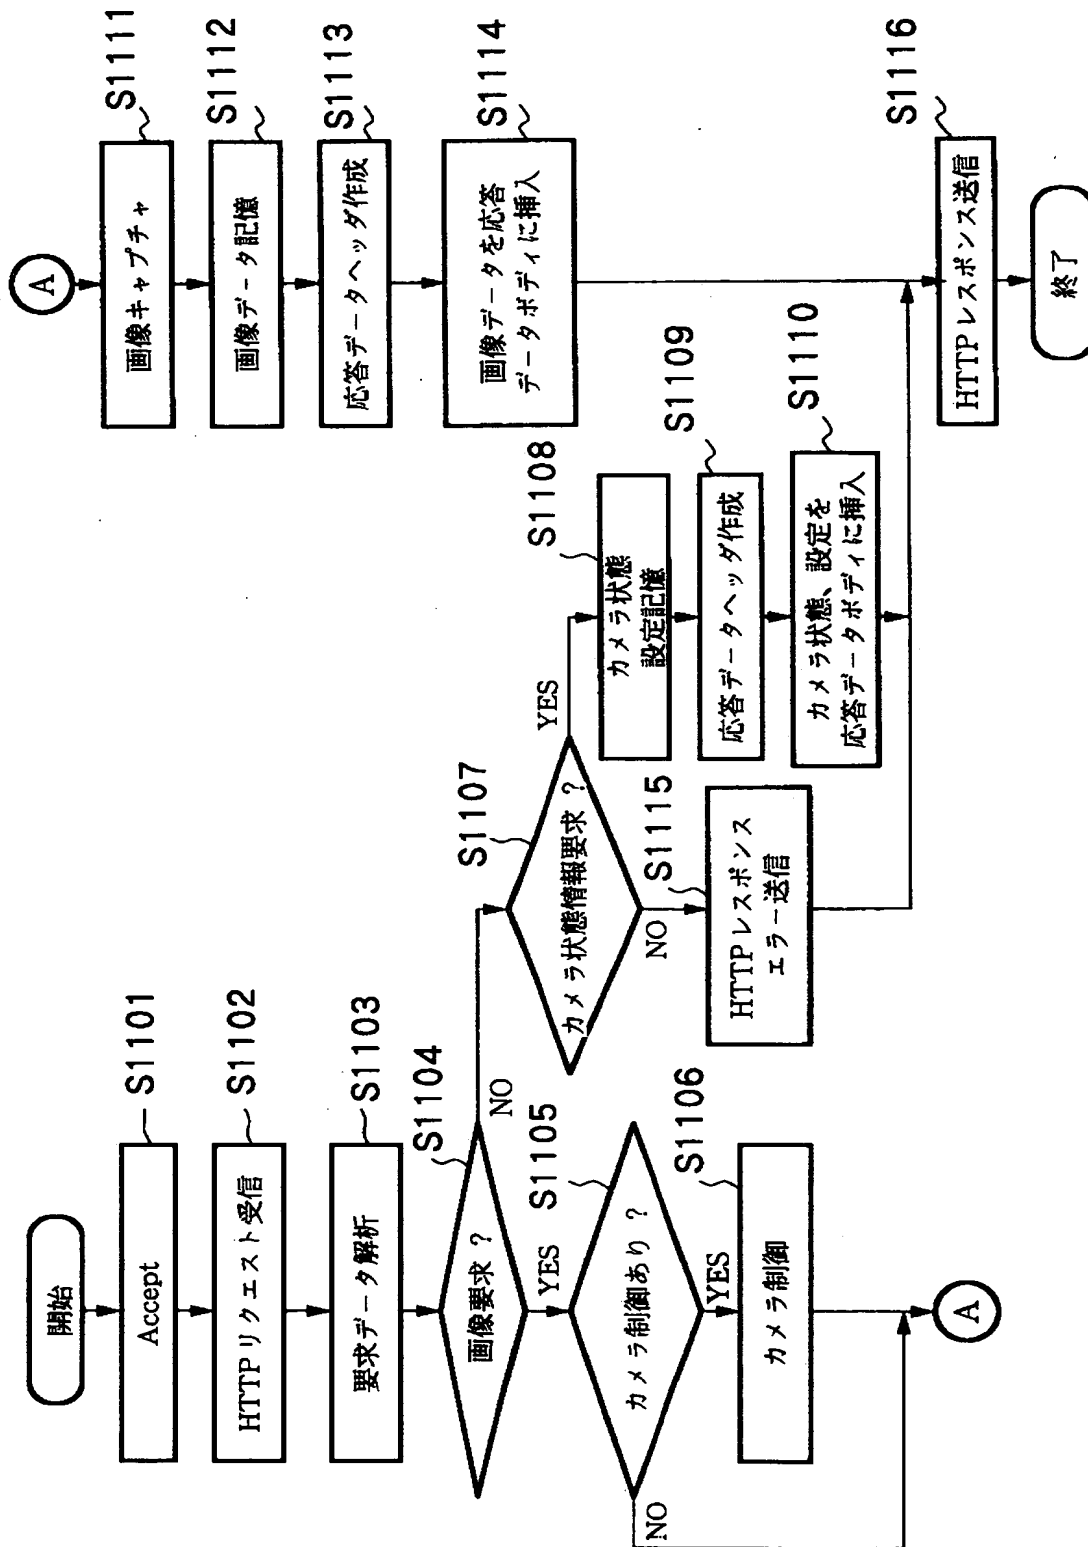 開始
Accept
S1101
HTTPリクエスト受信
S1102
要求データ解析
S1103
画像要求?
S1104
NO
YES
カメラ制御あり?
S1105
NO
YES
カメラ制御
S1106
A
カメラ状態情報要求?
S1107
YES
NO
カメラ状態
設定記憶
S1108
応答データヘッダ作成
S1109
カメラ状態、設定を
応答データボディに挿入
S1110
HTTPレスポンス
エラー送信
S1115
A
画像キャプチャ
S1111
画像データ記憶
S1112
応答データヘッダ作成
S1113
画像データを応答
データボディに挿入
S1114
HTTPレスポンス送信
S1116
終了